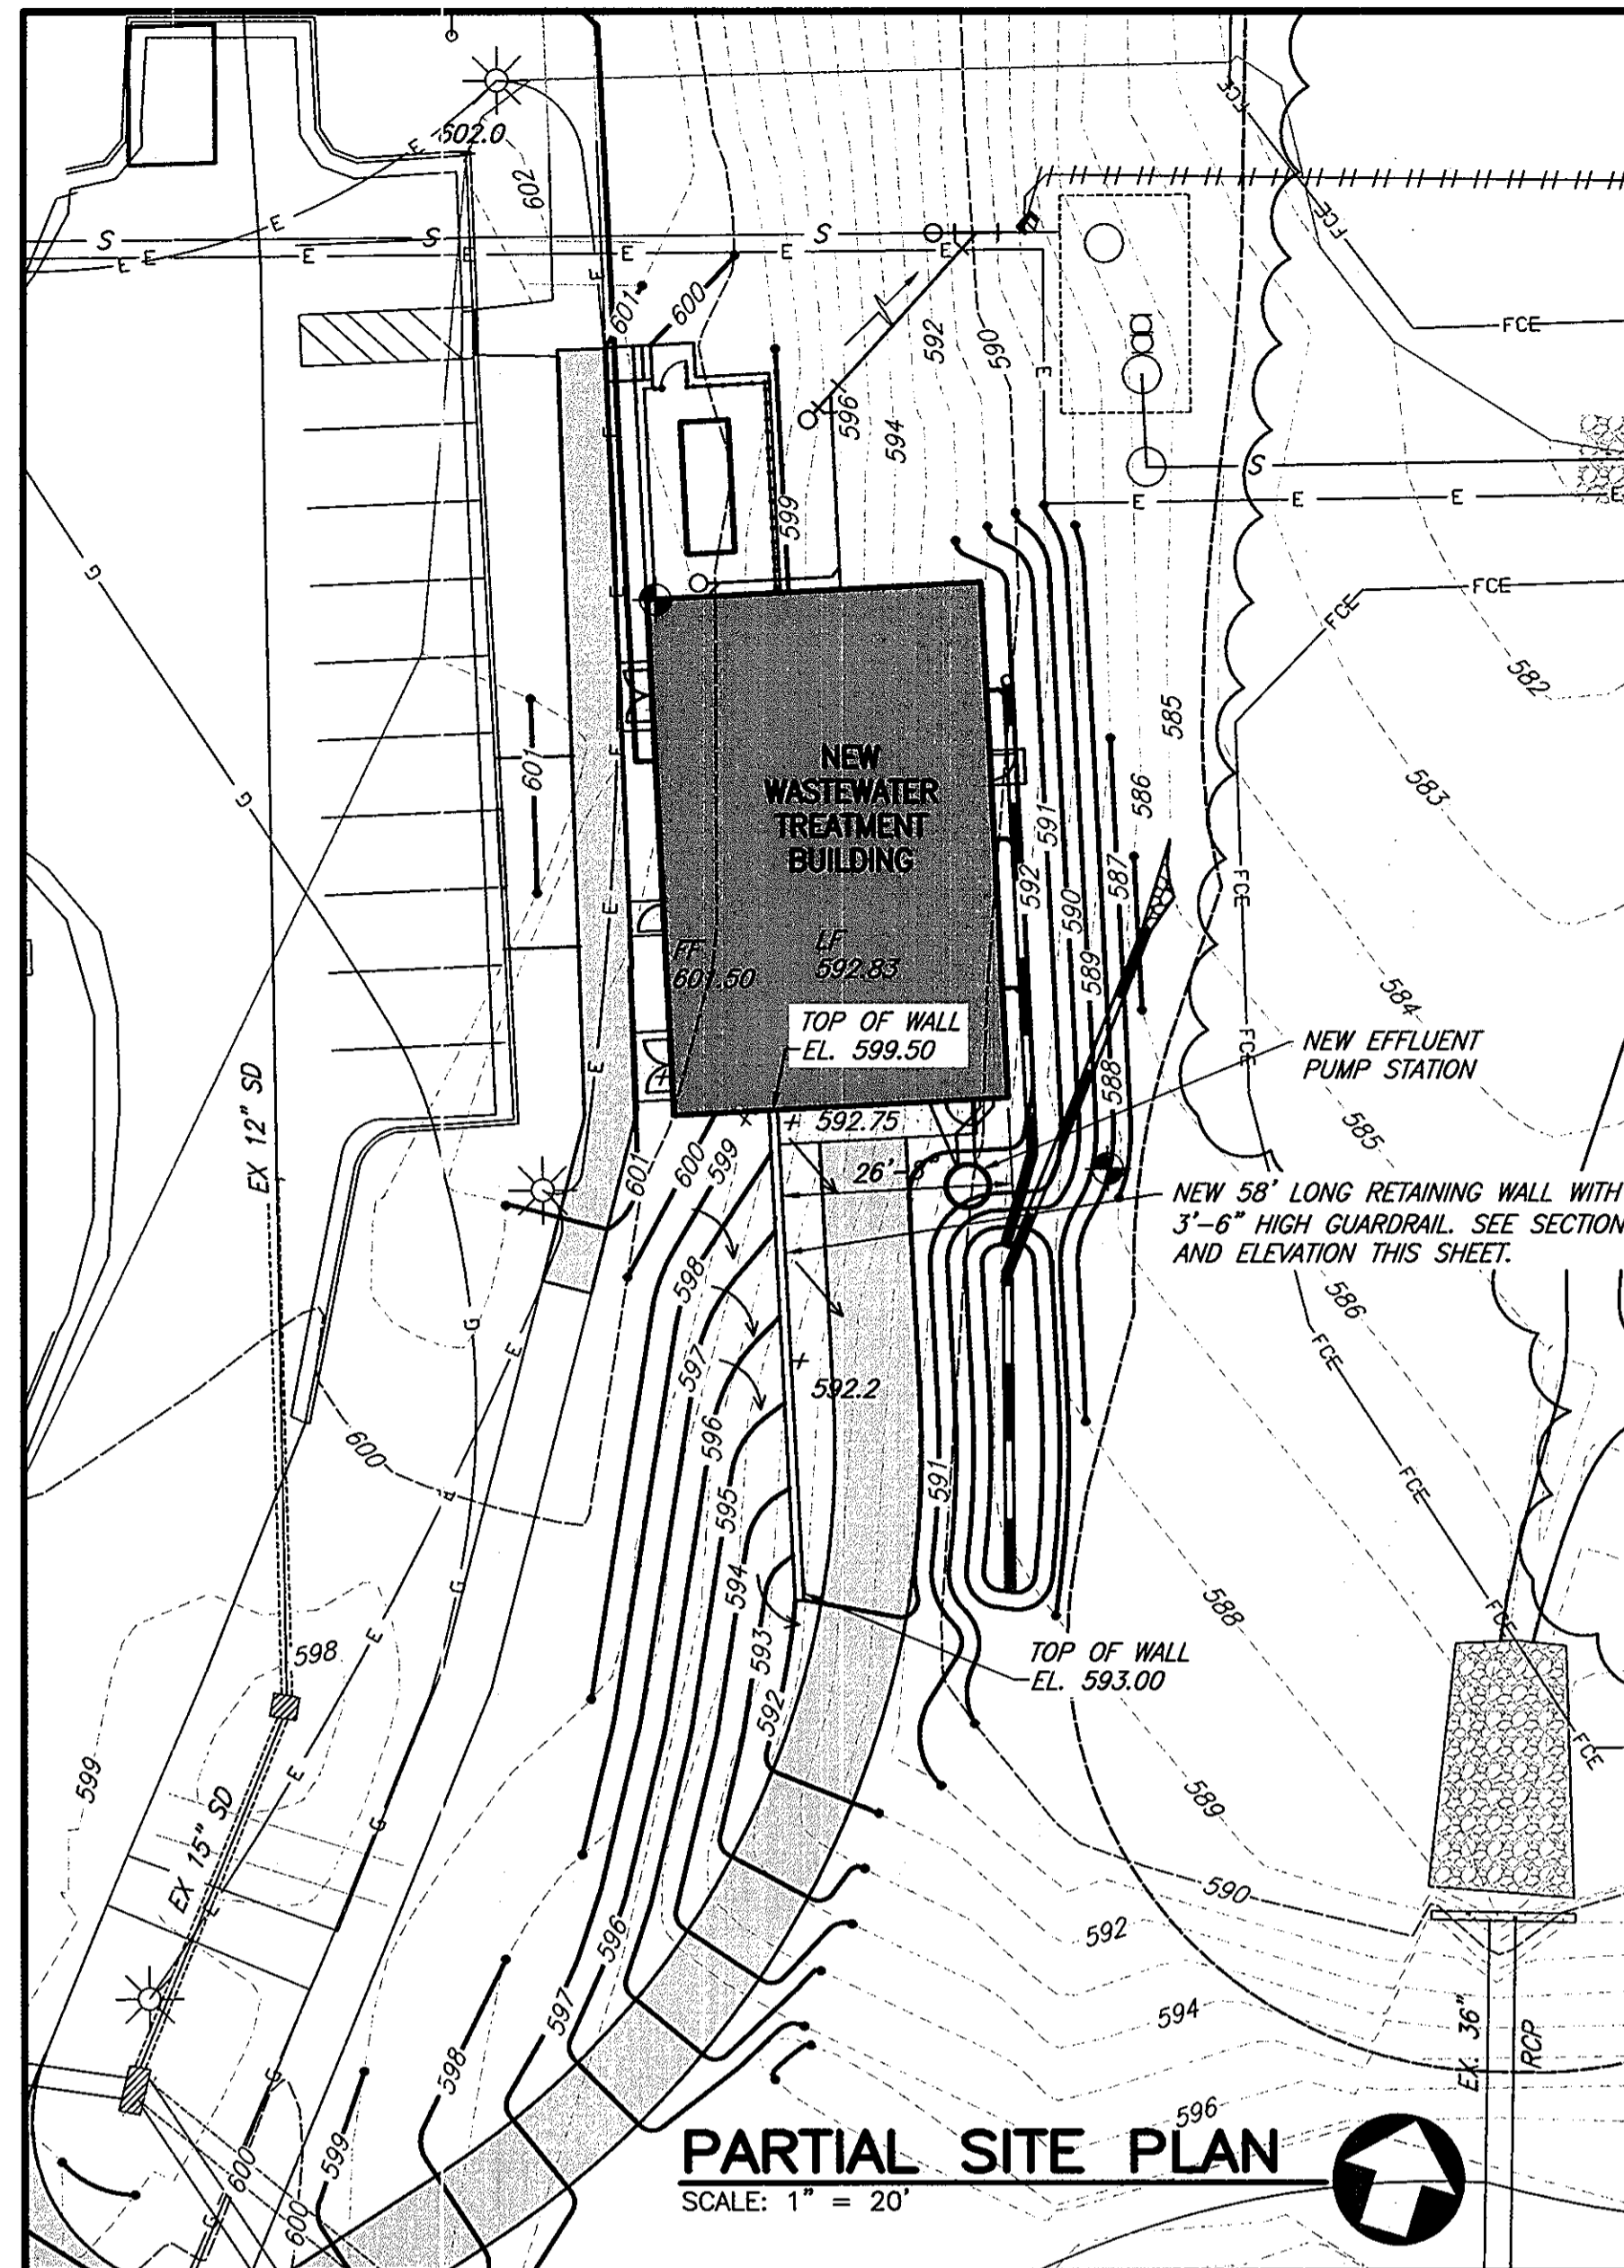 602.0
602
S
S
S
E
E
E
E
E
E
E
601
600
592
590
FCE
FCE
FCE
596
594
599
S
E
E
E
E
G
G
FCE
FCE
582
583
585
586
601
NEW
WASTEWATER
TREATMENT
BUILDING
591
592
590
587
589
588
FCE
FCE
FF
601.50
LF
592.83
TOP OF WALL
EL. 599.50
584
585
NEW EFFLUENT
PUMP STATION
EX 12" SD
592.75
26'-8"
601
600
599
NEW 58' LONG RETAINING WALL WITH
3'-6" HIGH GUARDRAIL. SEE SECTION
AND ELEVATION THIS SHEET.
598
597
596
595
594
593
592
592.2
586
FCE
FCE
G
E
600
591
588
FCE
FCE
598
599
E
G
EX 15" SD
TOP OF WALL
EL. 593.00
589
590
592
594
596
596
597
598
599
600
600
EX. 36"
RCP
PARTIAL SITE PLAN
SCALE: 1" = 20'